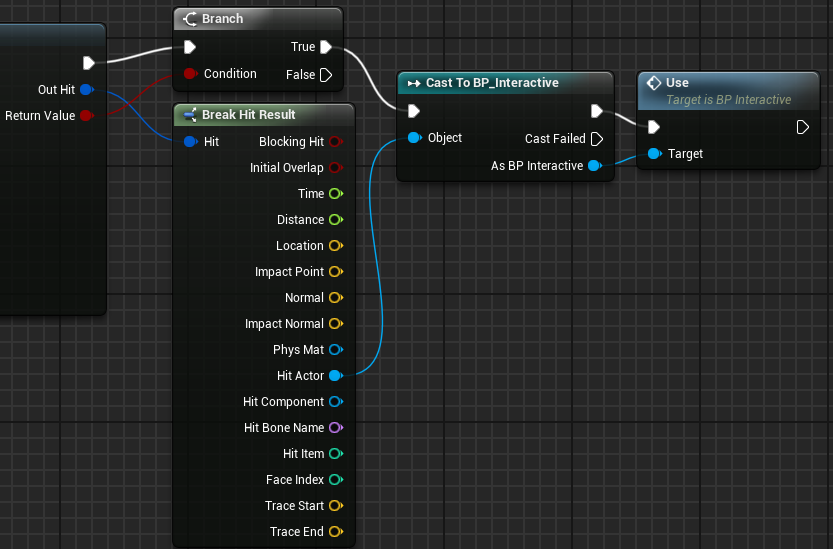 Out Hit
Return Value
Branch
True
Condition
False
Break Hit Result
Hit
Blocking Hit
Initial Overlap
Time
Distance
Location
Impact Point
Normal
Impact Normal
Phys Mat
Hit Actor
Hit Component
Hit Bone Name
Hit Item
Face Index
Trace Start
Trace End
Cast To BP_Interactive
Object
Cast Failed
As BP Interactive
Use
Target is BP Interactive
Target